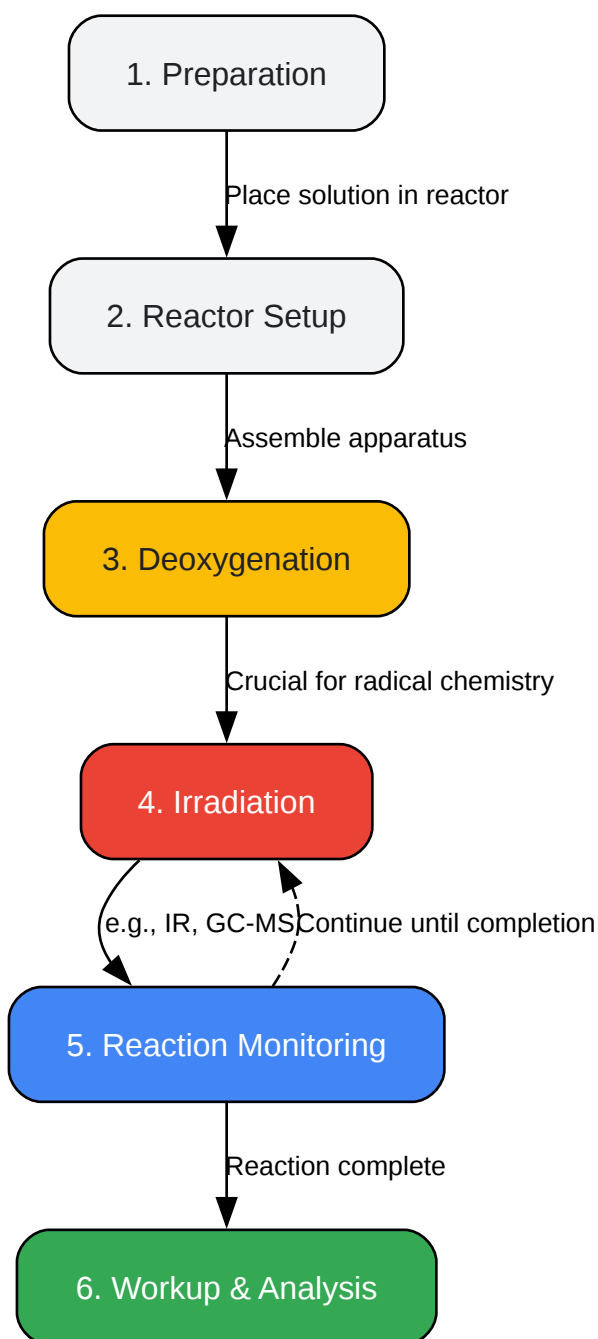 1. Preparation
Place solution in reactor
2. Reactor Setup
Assemble apparatus
3. Deoxygenation
Crucial for radical chemistry
4. Irradiation
e.g., IR, GC-MS
Continue until completion
5. Reaction Monitoring
Reaction complete
6. Workup & Analysis